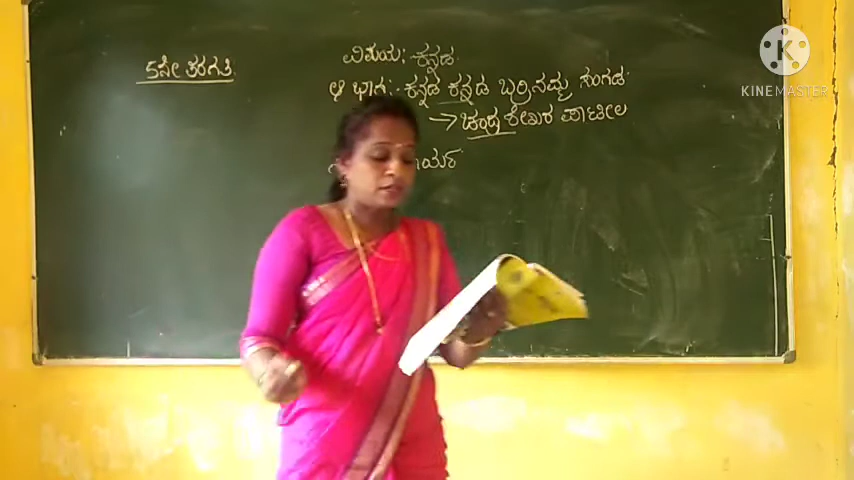 5ನೇ ತರಗತಿ
ವಿಷಯ: ಕನ್ನಡ
ಭಾಗ:- ಕನ್ನಡ ಕನ್ನಡ ಬರ್ರಿ ನಮ್ಮ ಸಂಗಡ
→ ಚಂದ್ರಶೇಖರ ಪಾಟೀಲ
KINEMASTER